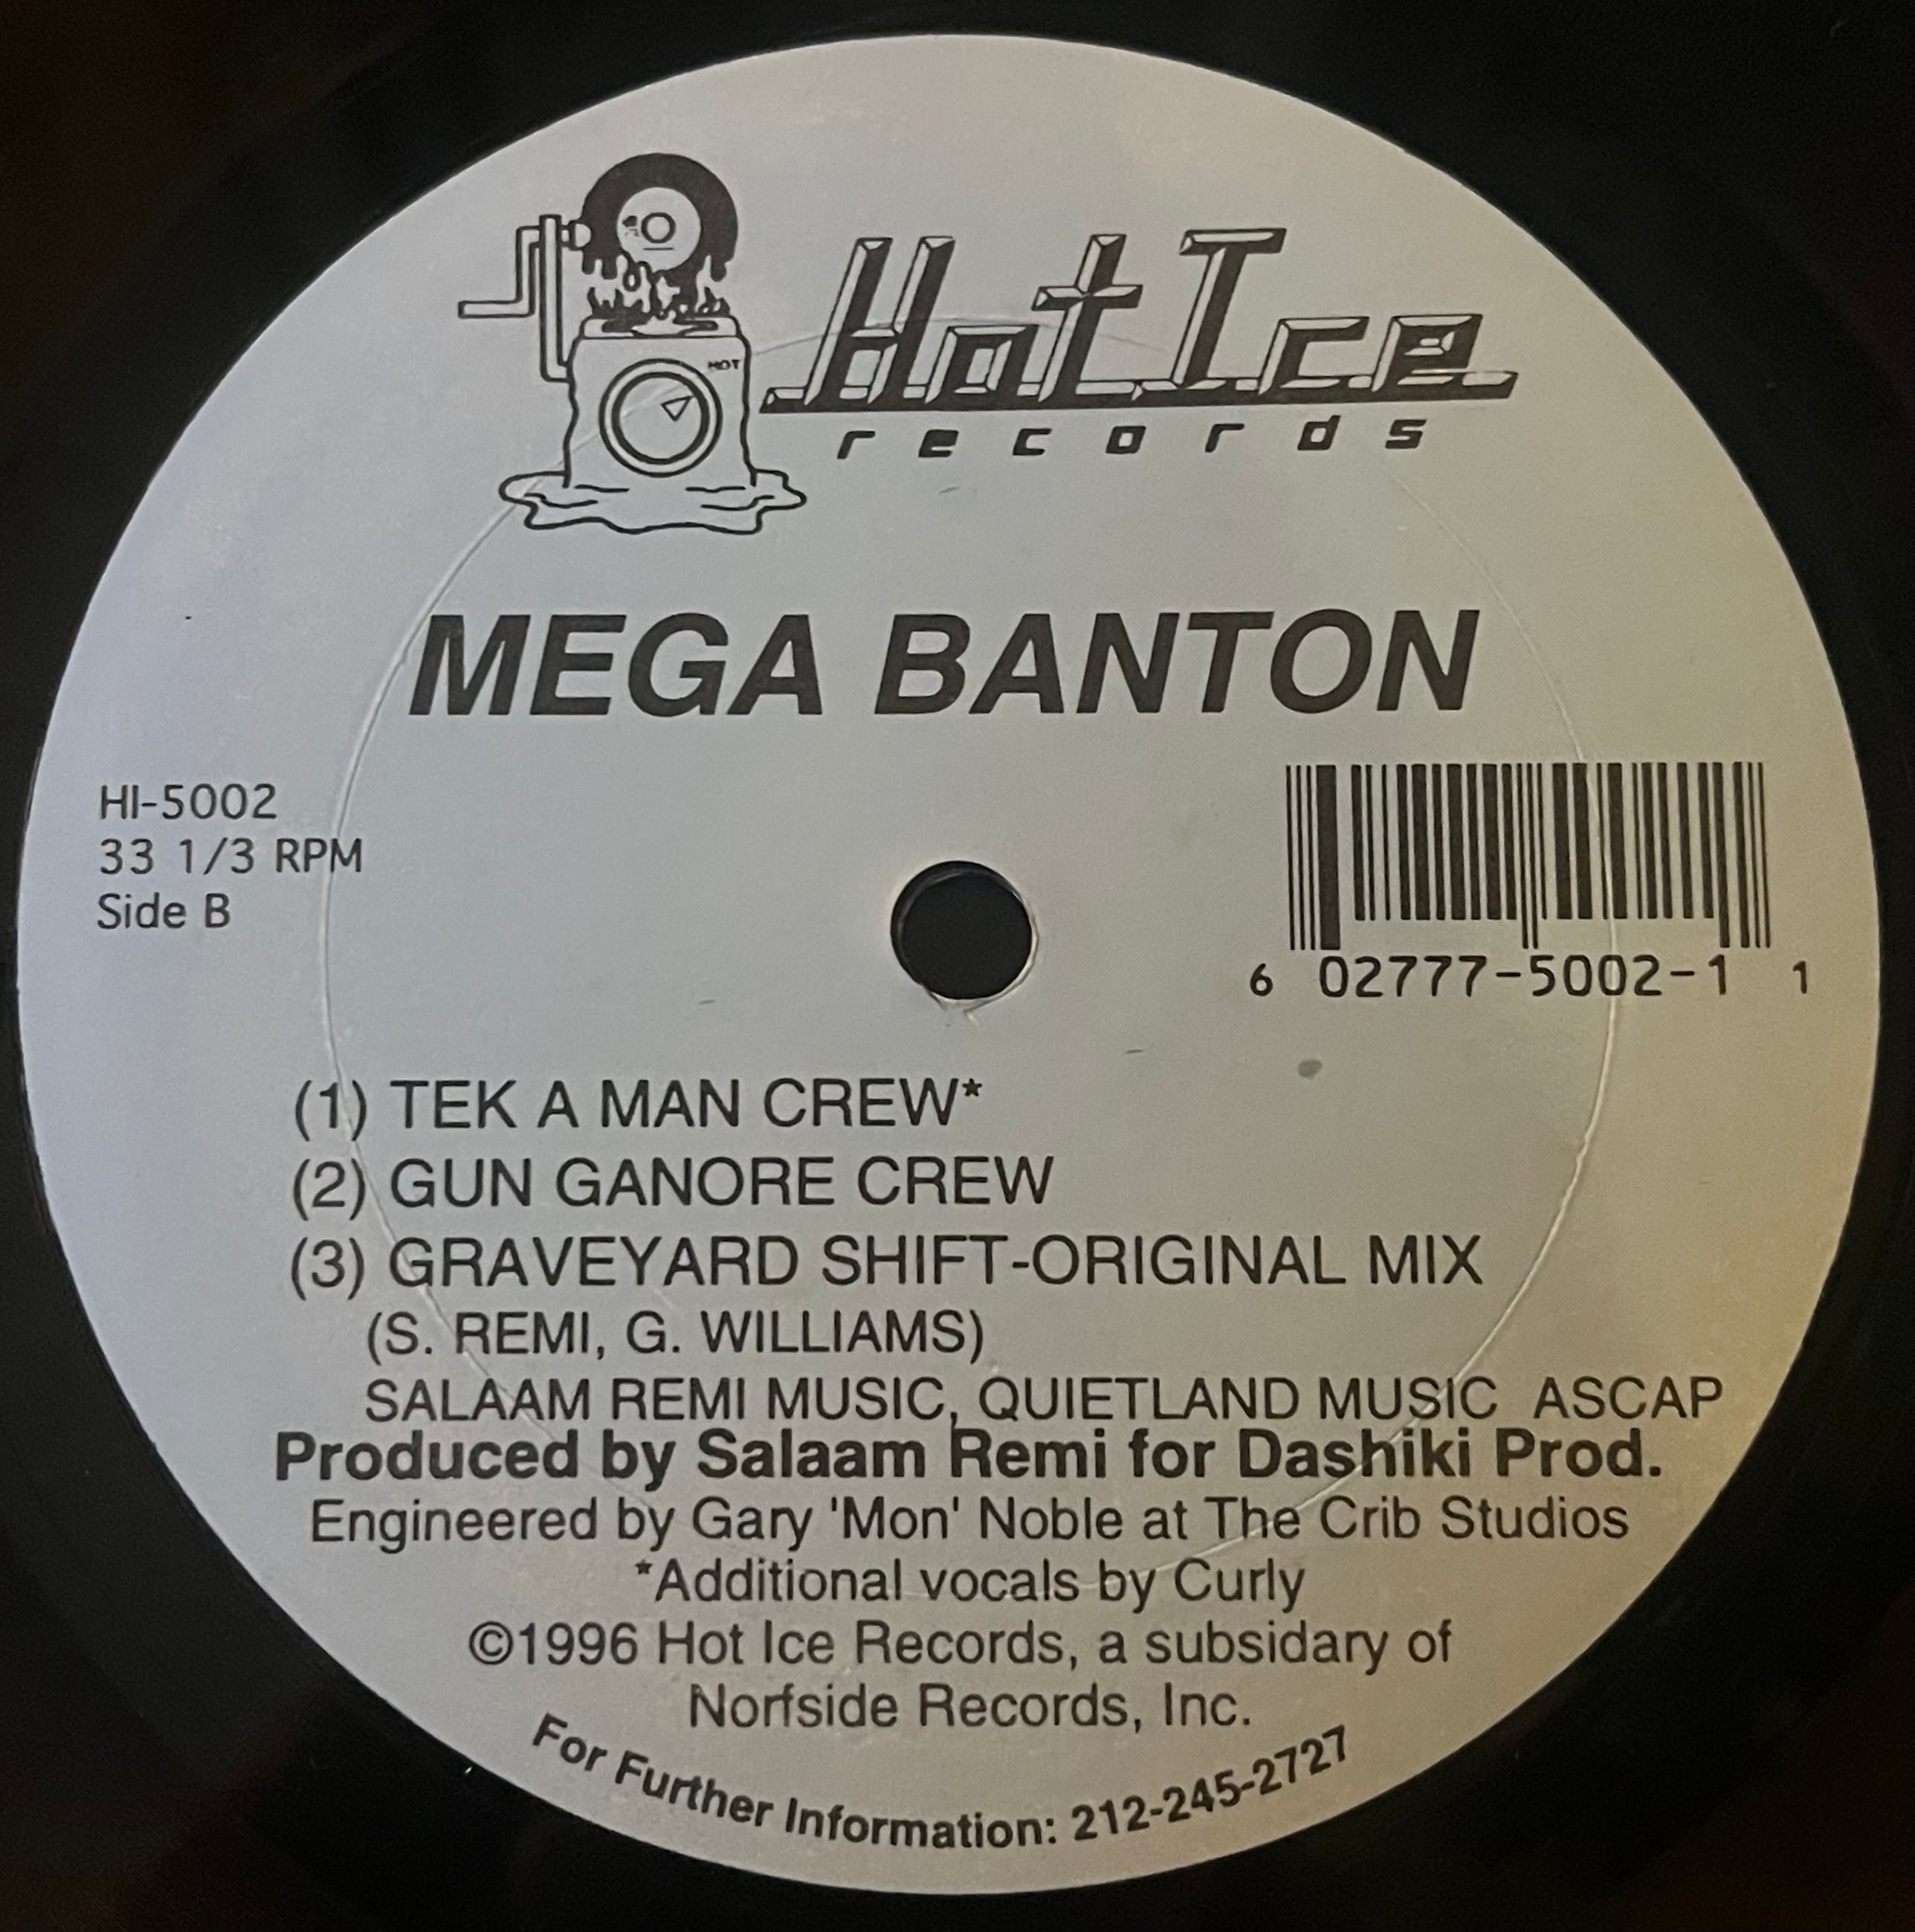 HOT
Hot Ice
records
MEGA BANTON
HI-5002
33 1/3 RPM
Side B
6 02777-5002-1 1
(1) TEK A MAN CREW*
(2) GUN GANORE CREW
(3) GRAVEYARD SHIFT-ORIGINAL MIX
(S. REMI, G. WILLIAMS)
SALAAM REMI MUSIC, QUIETLAND MUSIC ASCAP
Produced by Salaam Remi for Dashiki Prod.
Engineered by Gary 'Mon' Noble at The Crib Studios
*Additional vocals by Curly
©1996 Hot Ice Records, a subsidary of
Norfside Records, Inc.
For Further Information: 212-245-2727